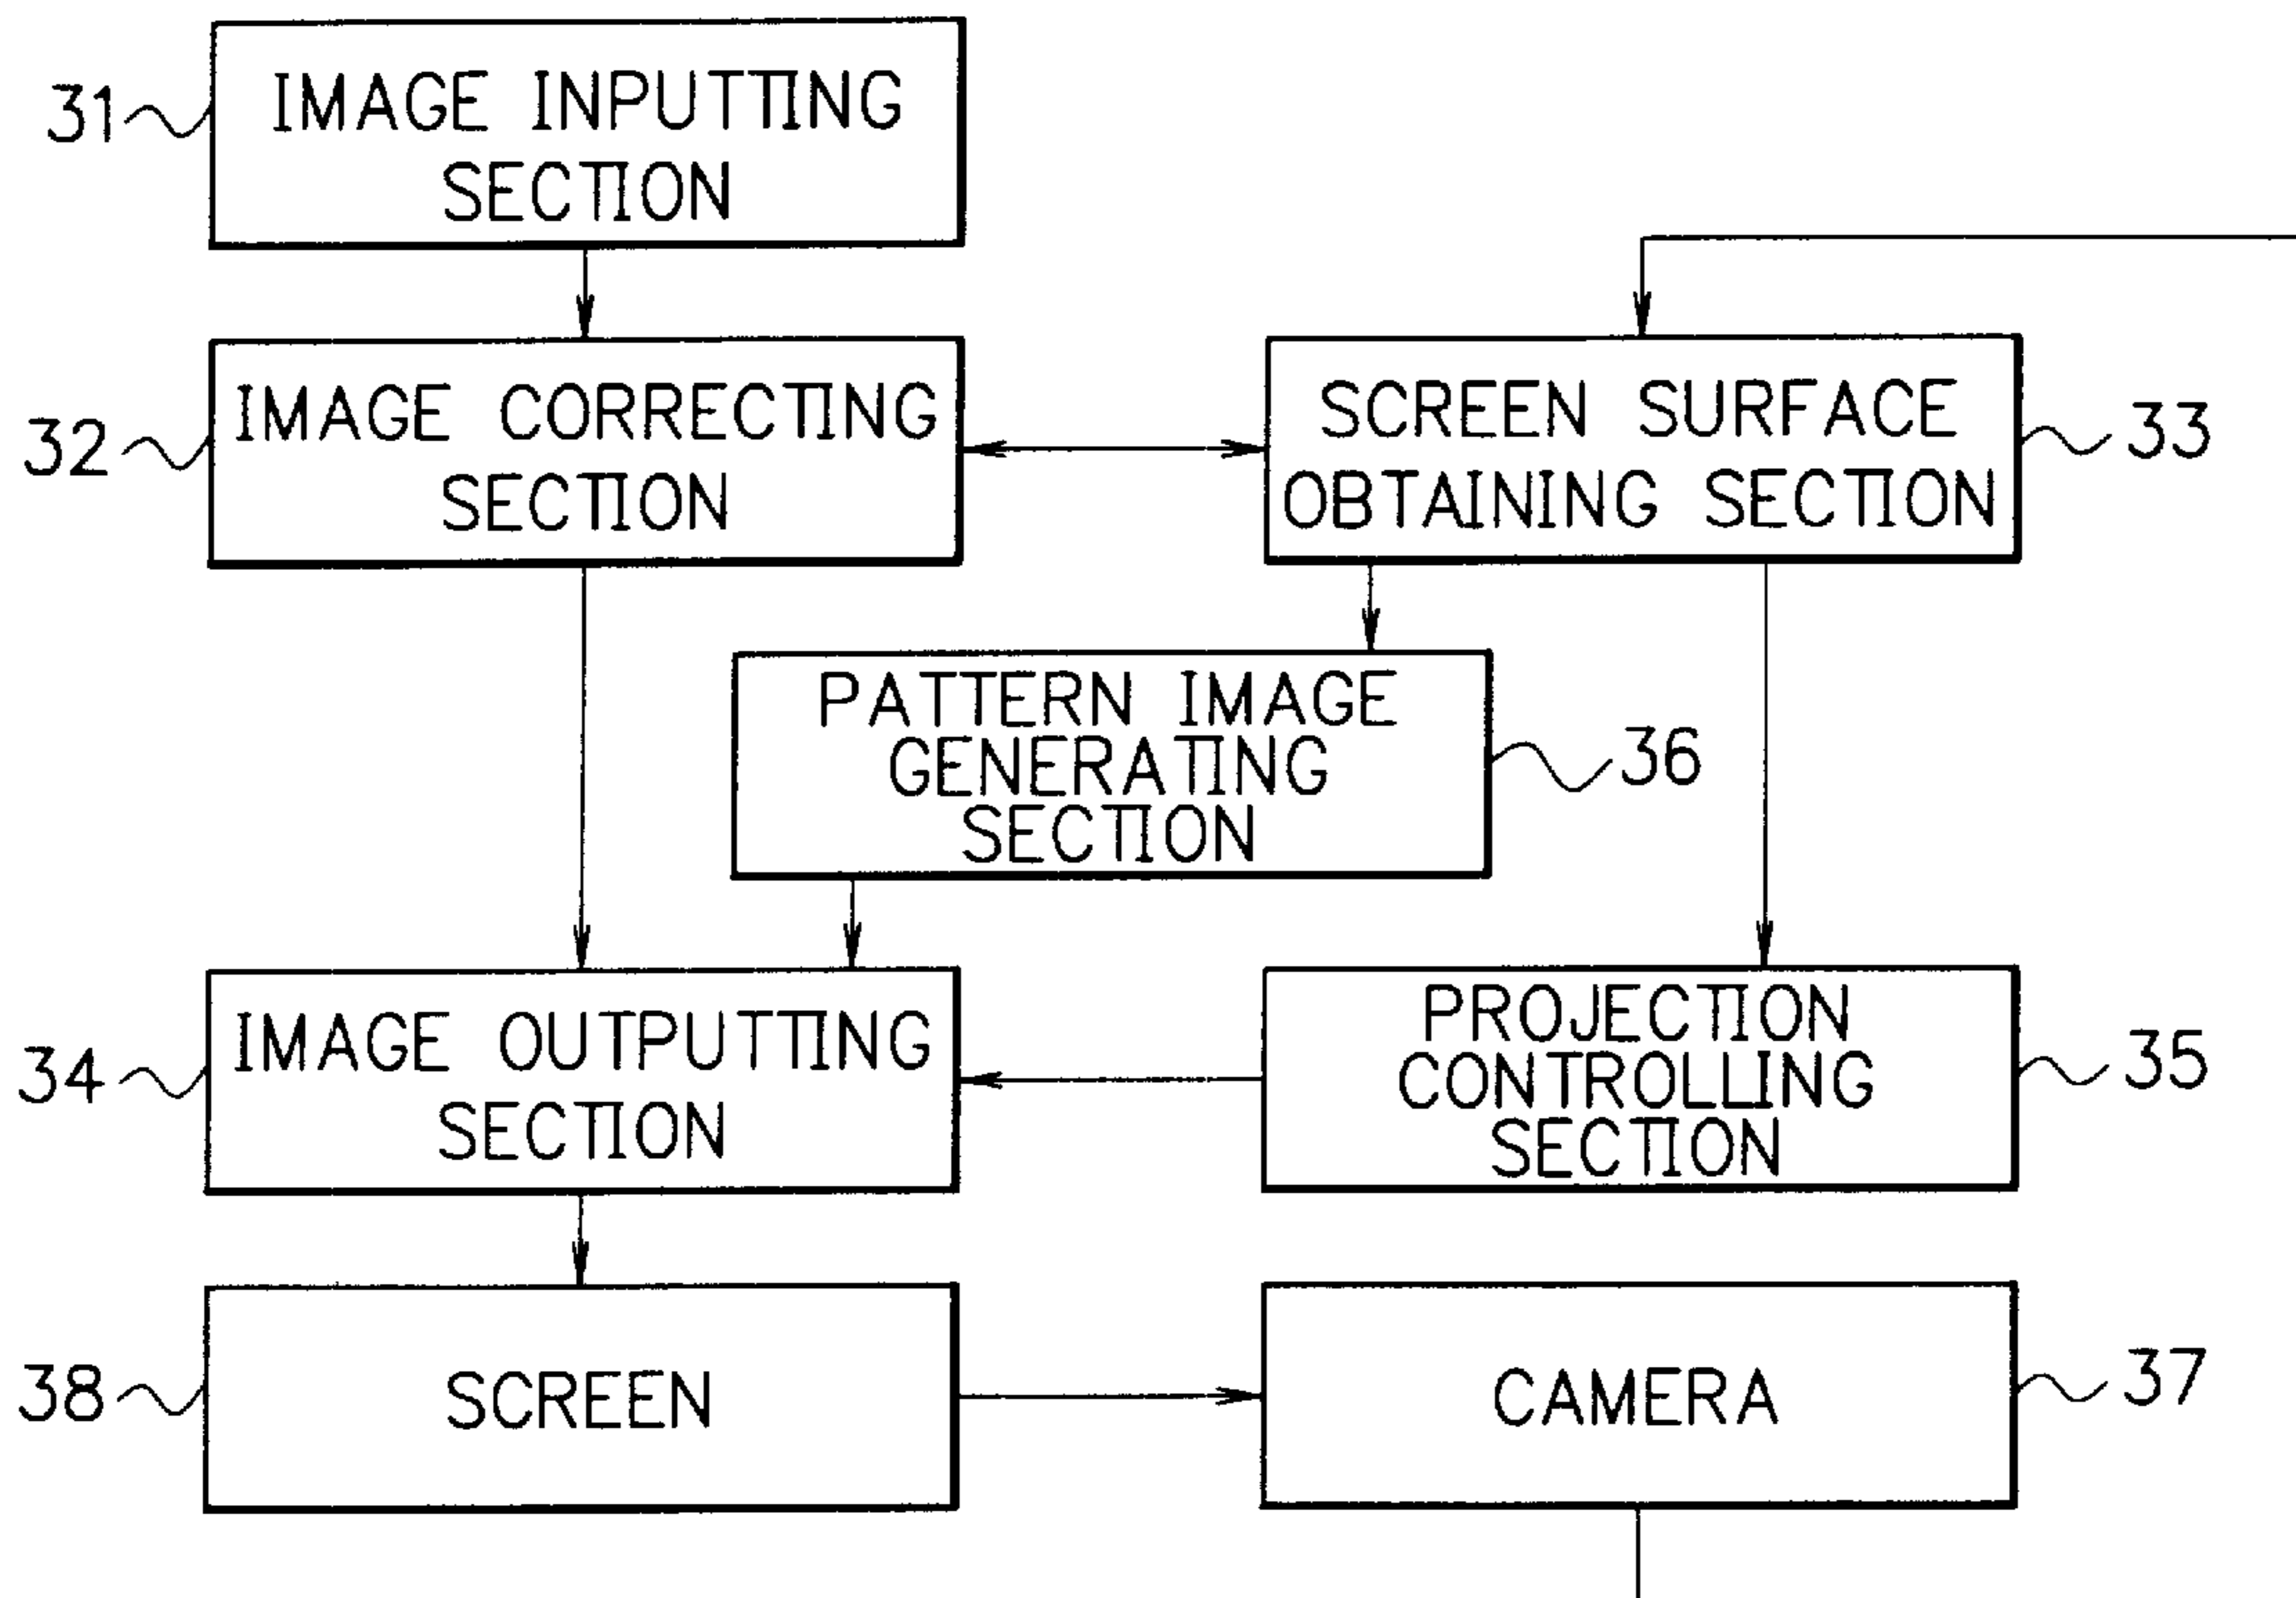 31
IMAGE INPUTTING
SECTION
32
IMAGE CORRECTING
SECTION
SCREEN SURFACE
OBTAINING SECTION
33
PATTERN IMAGE
GENERATING
SECTION
36
34
IMAGE OUTPUTTING
SECTION
PROJECTION
CONTROLLING
SECTION
35
38
SCREEN
CAMERA
37